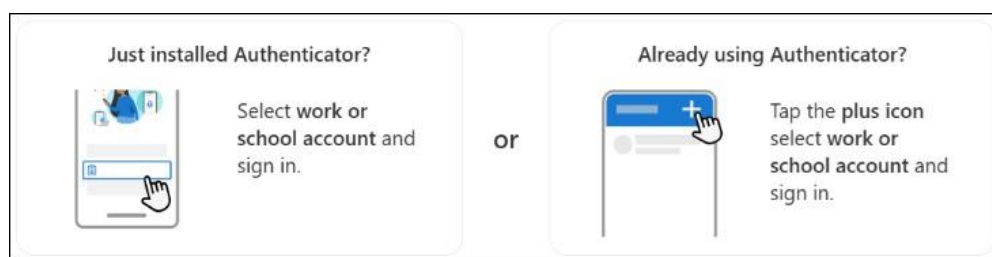 Just installed Authenticator?
Select work or
school account and
sign in.
or
Already using Authenticator?
Tap the plus icon
select work or
school account and
sign in.